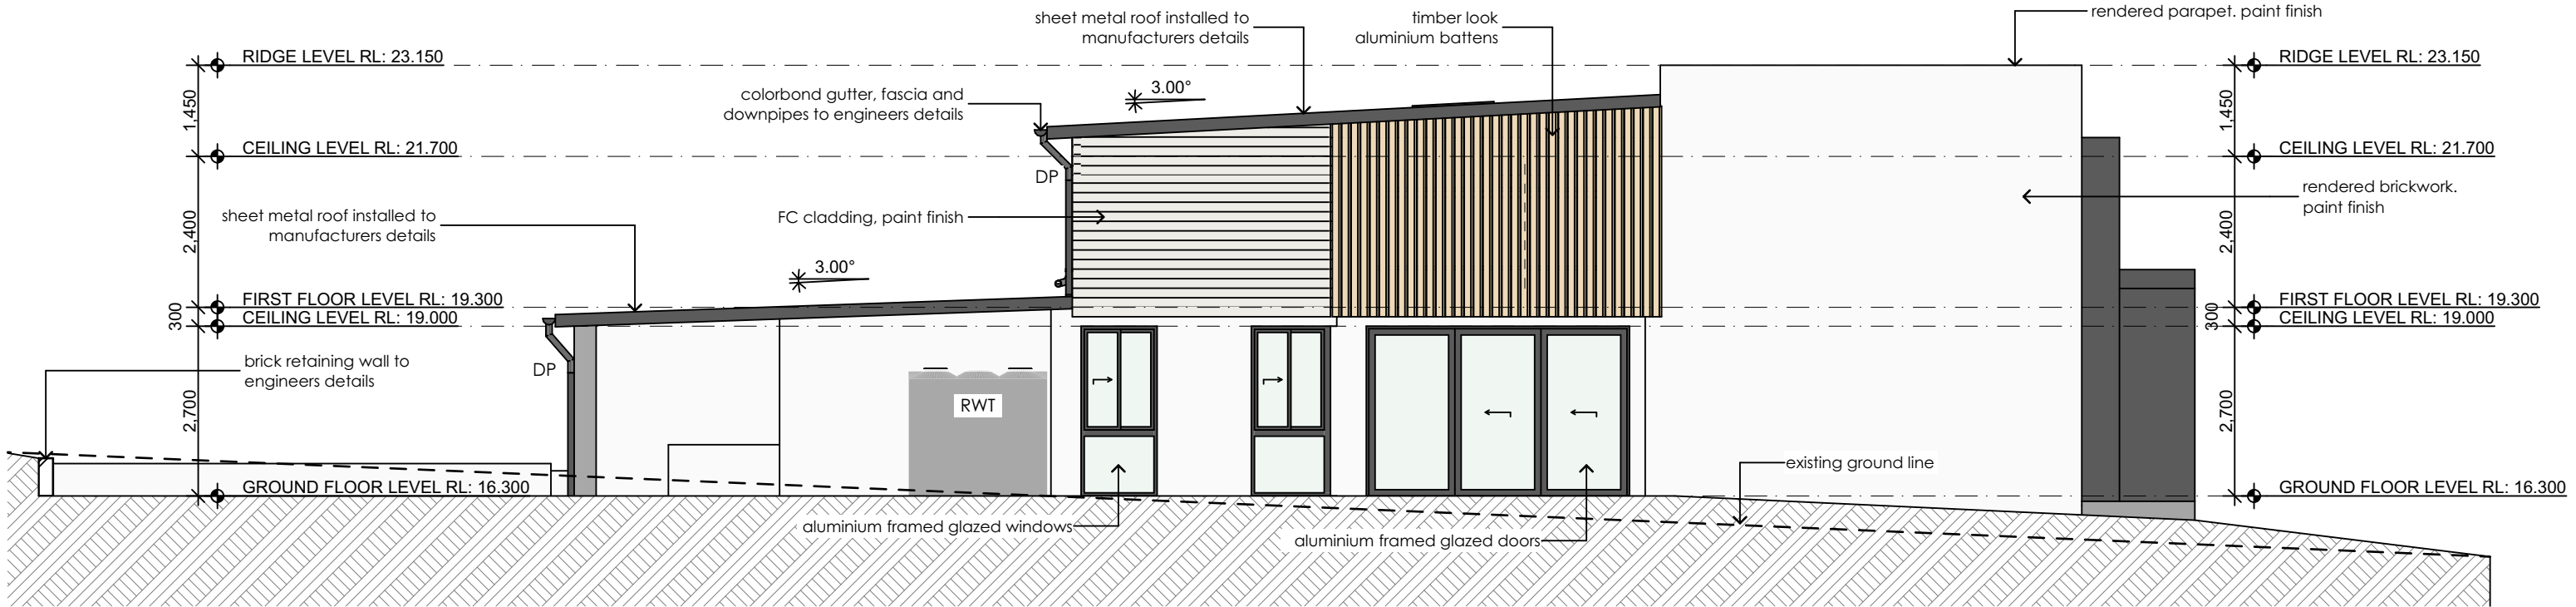 sheet metal roof installed to
manufacturers details
timber look
aluminium battens
rendered parapet. paint finish
RIDGE LEVEL RL: 23.150
RIDGE LEVEL RL: 23.150
colorbond gutter, fascia and
downpipes to engineers details
3.00°
1,450
1,450
CEILING LEVEL RL: 21.700
CEILING LEVEL RL: 21.700
DP
rendered brickwork.
paint finish
sheet metal roof installed to
manufacturers details
FC cladding, paint finish
2,400
2,400
3.00°
FIRST FLOOR LEVEL RL: 19.300
FIRST FLOOR LEVEL RL: 19.300
300
300
CEILING LEVEL RL: 19.000
CEILING LEVEL RL: 19.000
brick retaining wall to
engineers details
DP
RWT
2,700
2,700
existing ground line
GROUND FLOOR LEVEL RL: 16.300
GROUND FLOOR LEVEL RL: 16.300
aluminium framed glazed windows
aluminium framed glazed doors